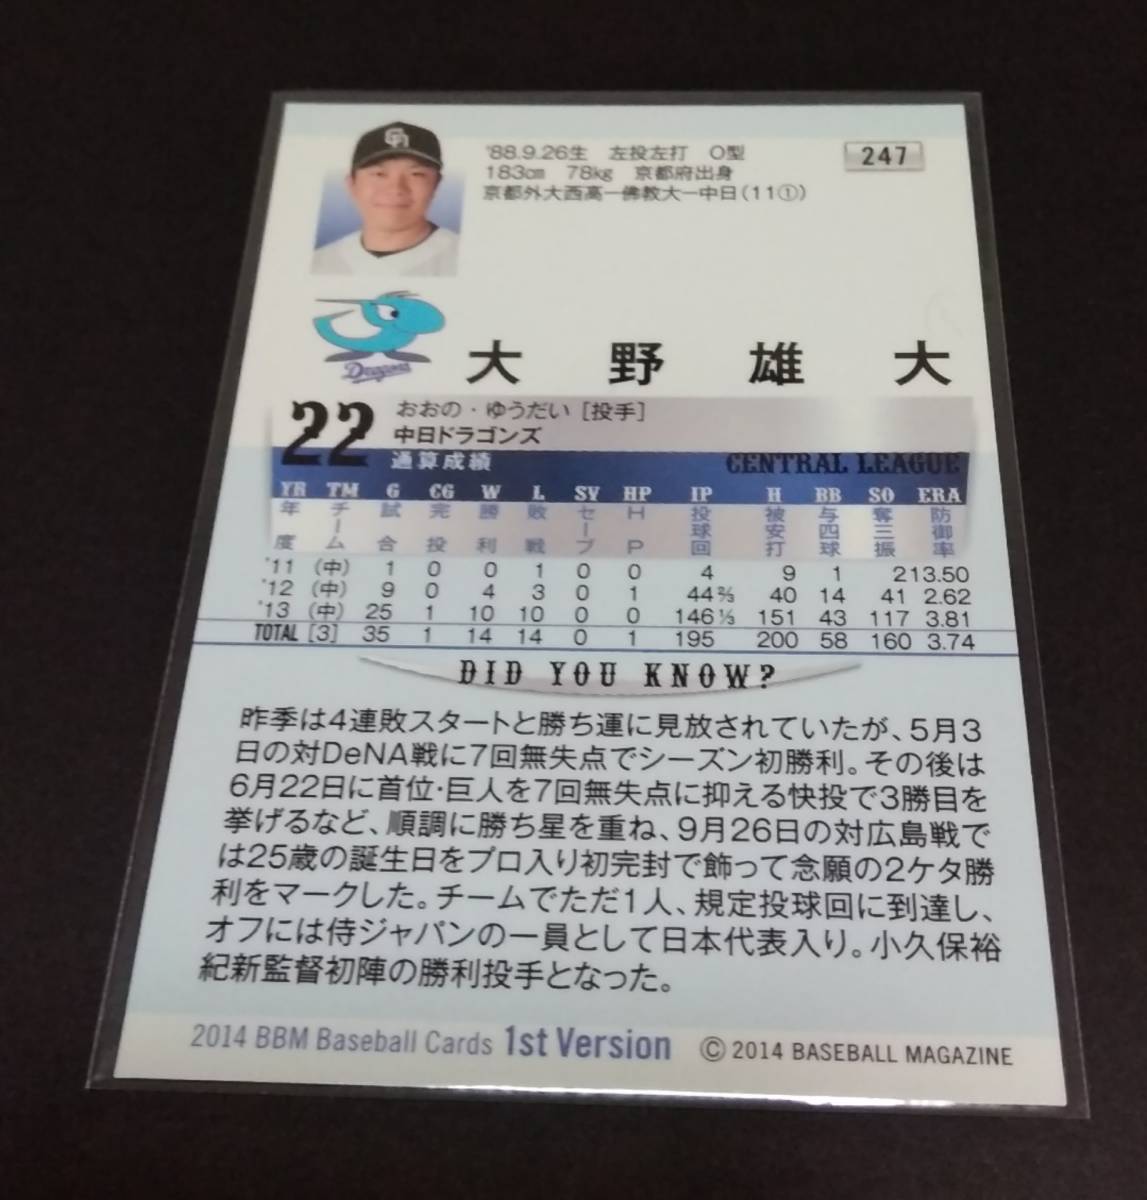 '88.9.26生 左投左打 O型
247
183cm 78kg 京都府出身
京都外大西高ー佛教大ー中日(11①)
Dragons
大野雄大
22
おおの・ゆうだい[投手]
中日ドラゴンズ
通算成績 CENTRAL LEAGUE
YR TM G CG W L SV HP IP H BB SO ERA
年度 チーム 試合 完投 勝利 敗戦 セーブ HP 投球回 被安打 与四球 奪三振 防御率
'11 (中) 1 0 0 1 0 0 4 9 1 2 13.50
'12 (中) 9 0 4 3 0 1 44⅔ 40 14 41 2.62
'13 (中) 25 1 10 10 0 0 146⅓ 151 43 117 3.81
TOTAL [3] 35 1 14 14 0 1 195 200 58 160 3.74
DID YOU KNOW?
昨季は4連敗スタートと勝ち運に見放されていたが、5月3
日の対DeNA戦に7回無失点でシーズン初勝利。その後は
6月22日に首位・巨人を7回無失点に抑える快投で3勝目を
挙げるなど、順調に勝ち星を重ね、9月26日の対広島戦で
は25歳の誕生日をプロ入り初完封で飾って念願の2ケタ勝
利をマークした。チームでただ1人、規定投球回に到達し、
オフには侍ジャパンの一員として日本代表入り。小久保裕
紀新監督初陣の勝利投手となった。
2014 BBM Baseball Cards 1st Version © 2014 BASEBALL MAGAZINE